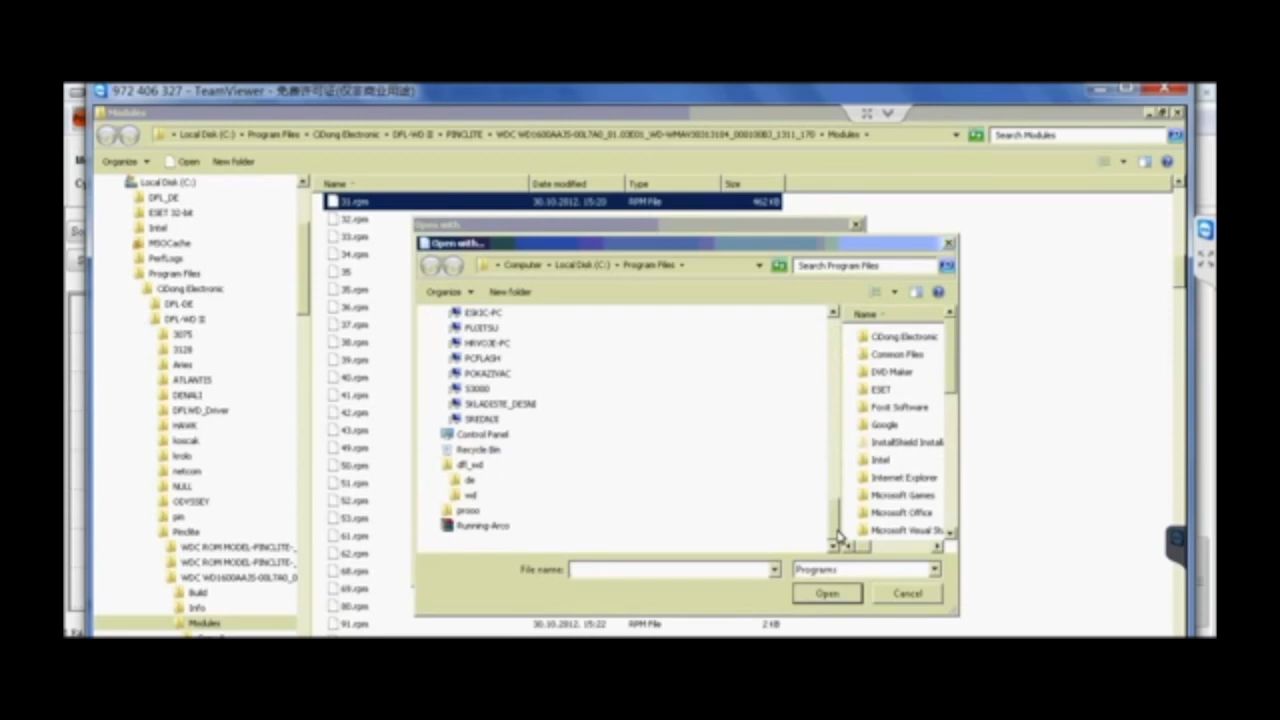 972 406 327 - TeamViewer - 免费许可证(仅非商业用途)
Modules
Local Disk (C:) Program Files CiDong Electronic DFL-WD II PINCLITE Modules
Search Modules
Organize Open New folder
Local Disk (C:)
DFL_DE
ESET 32-bit
Intel
MSOCache
PerfLogs
Program Files
CiDong Electronic
DFL-DE
DFL-WD II
3075
3128
Aries
ATLANTIS
DENALI
DFLWD_Driver
HAWK
koscak
krolo
netcom
NULL
ODYSSEY
pin
Pinclite
WDC ROM MODEL-PINCLITE-_
WDC ROM MODEL-PINCLITE-_
WDC WD1600AAJS-00L7A0_0
Build
Info
Modules
Name Date modified Type Size
31.rpm 30.10.2012. 15:20 RPM File 462 KB
32.rpm
33.rpm
34.rpm
35
35.rpm
36.rpm
37.rpm
38.rpm
39.rpm
40.rpm
41.rpm
42.rpm
43.rpm
49.rpm
50.rpm
51.rpm
52.rpm
53.rpm
61.rpm
62.rpm
68.rpm
69.rpm
80.rpm
91.rpm 30.10.2012. 15:22 RPM File 2 KB
Open with
Open with...
Computer Local Disk (C:) Program Files
Search Program Files
Organize New folder
ESKIC-PC
FUJITSU
HRVOJE-PC
PCFLASH
POKAZIVAC
S3000
SKLADISTE_DESNI
SREDNJI
Control Panel
Recycle Bin
dfl_wd
de
wd
proso
Running-Arco
Name
CiDong Electronic
Common Files
DVD Maker
ESET
Foxit Software
Google
InstallShield Install
Intel
Internet Explorer
Microsoft Games
Microsoft Office
Microsoft Visual St
File name: Programs
Open Cancel